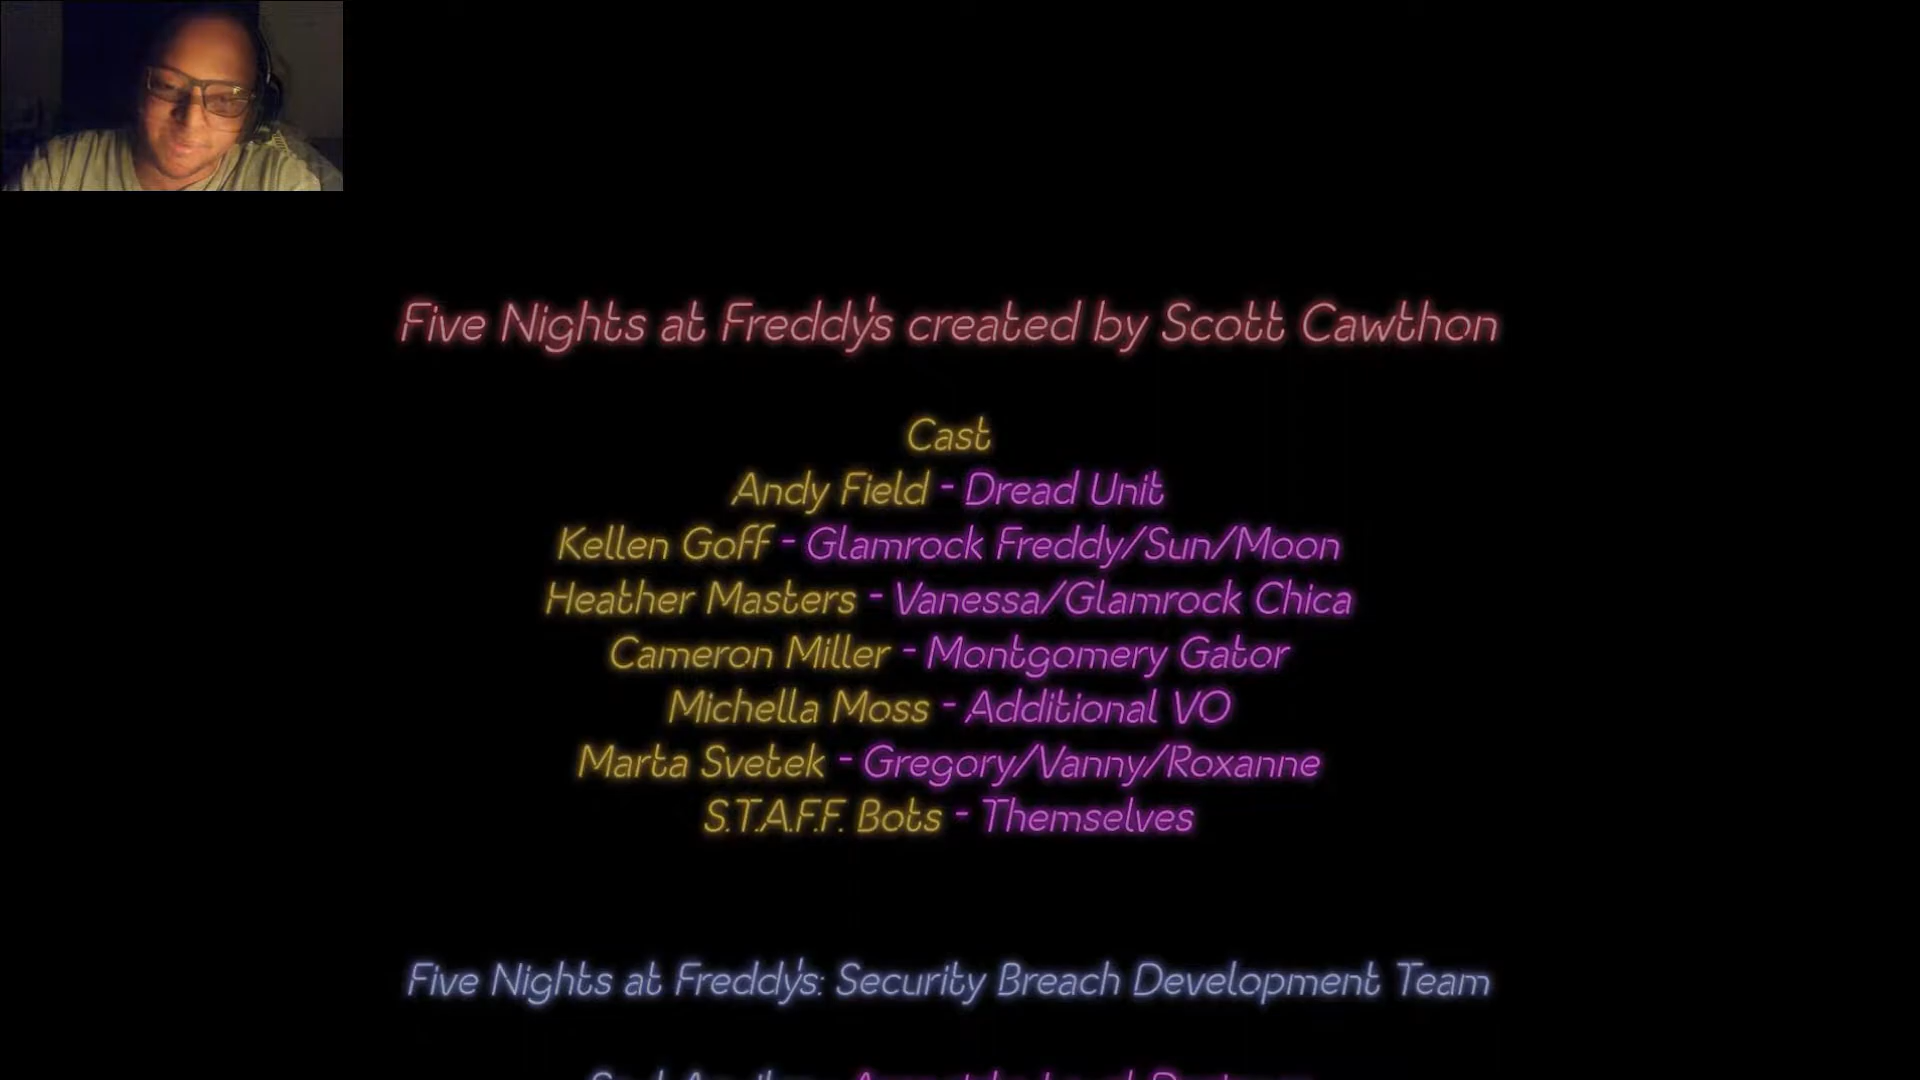 Five Nights at Freddy's created by Scott Cawthon
Cast
Andy Field - Dread Unit
Kellen Goff - Glamrock Freddy/Sun/Moon
Heather Masters - Vanessa/Glamrock Chica
Cameron Miller - Montgomery Gator
Michella Moss - Additional VO
Marta Svetek - Gregory/Vanny/Roxanne
S.T.A.F.F. Bots - Themselves
Five Nights at Freddy's: Security Breach Development Team